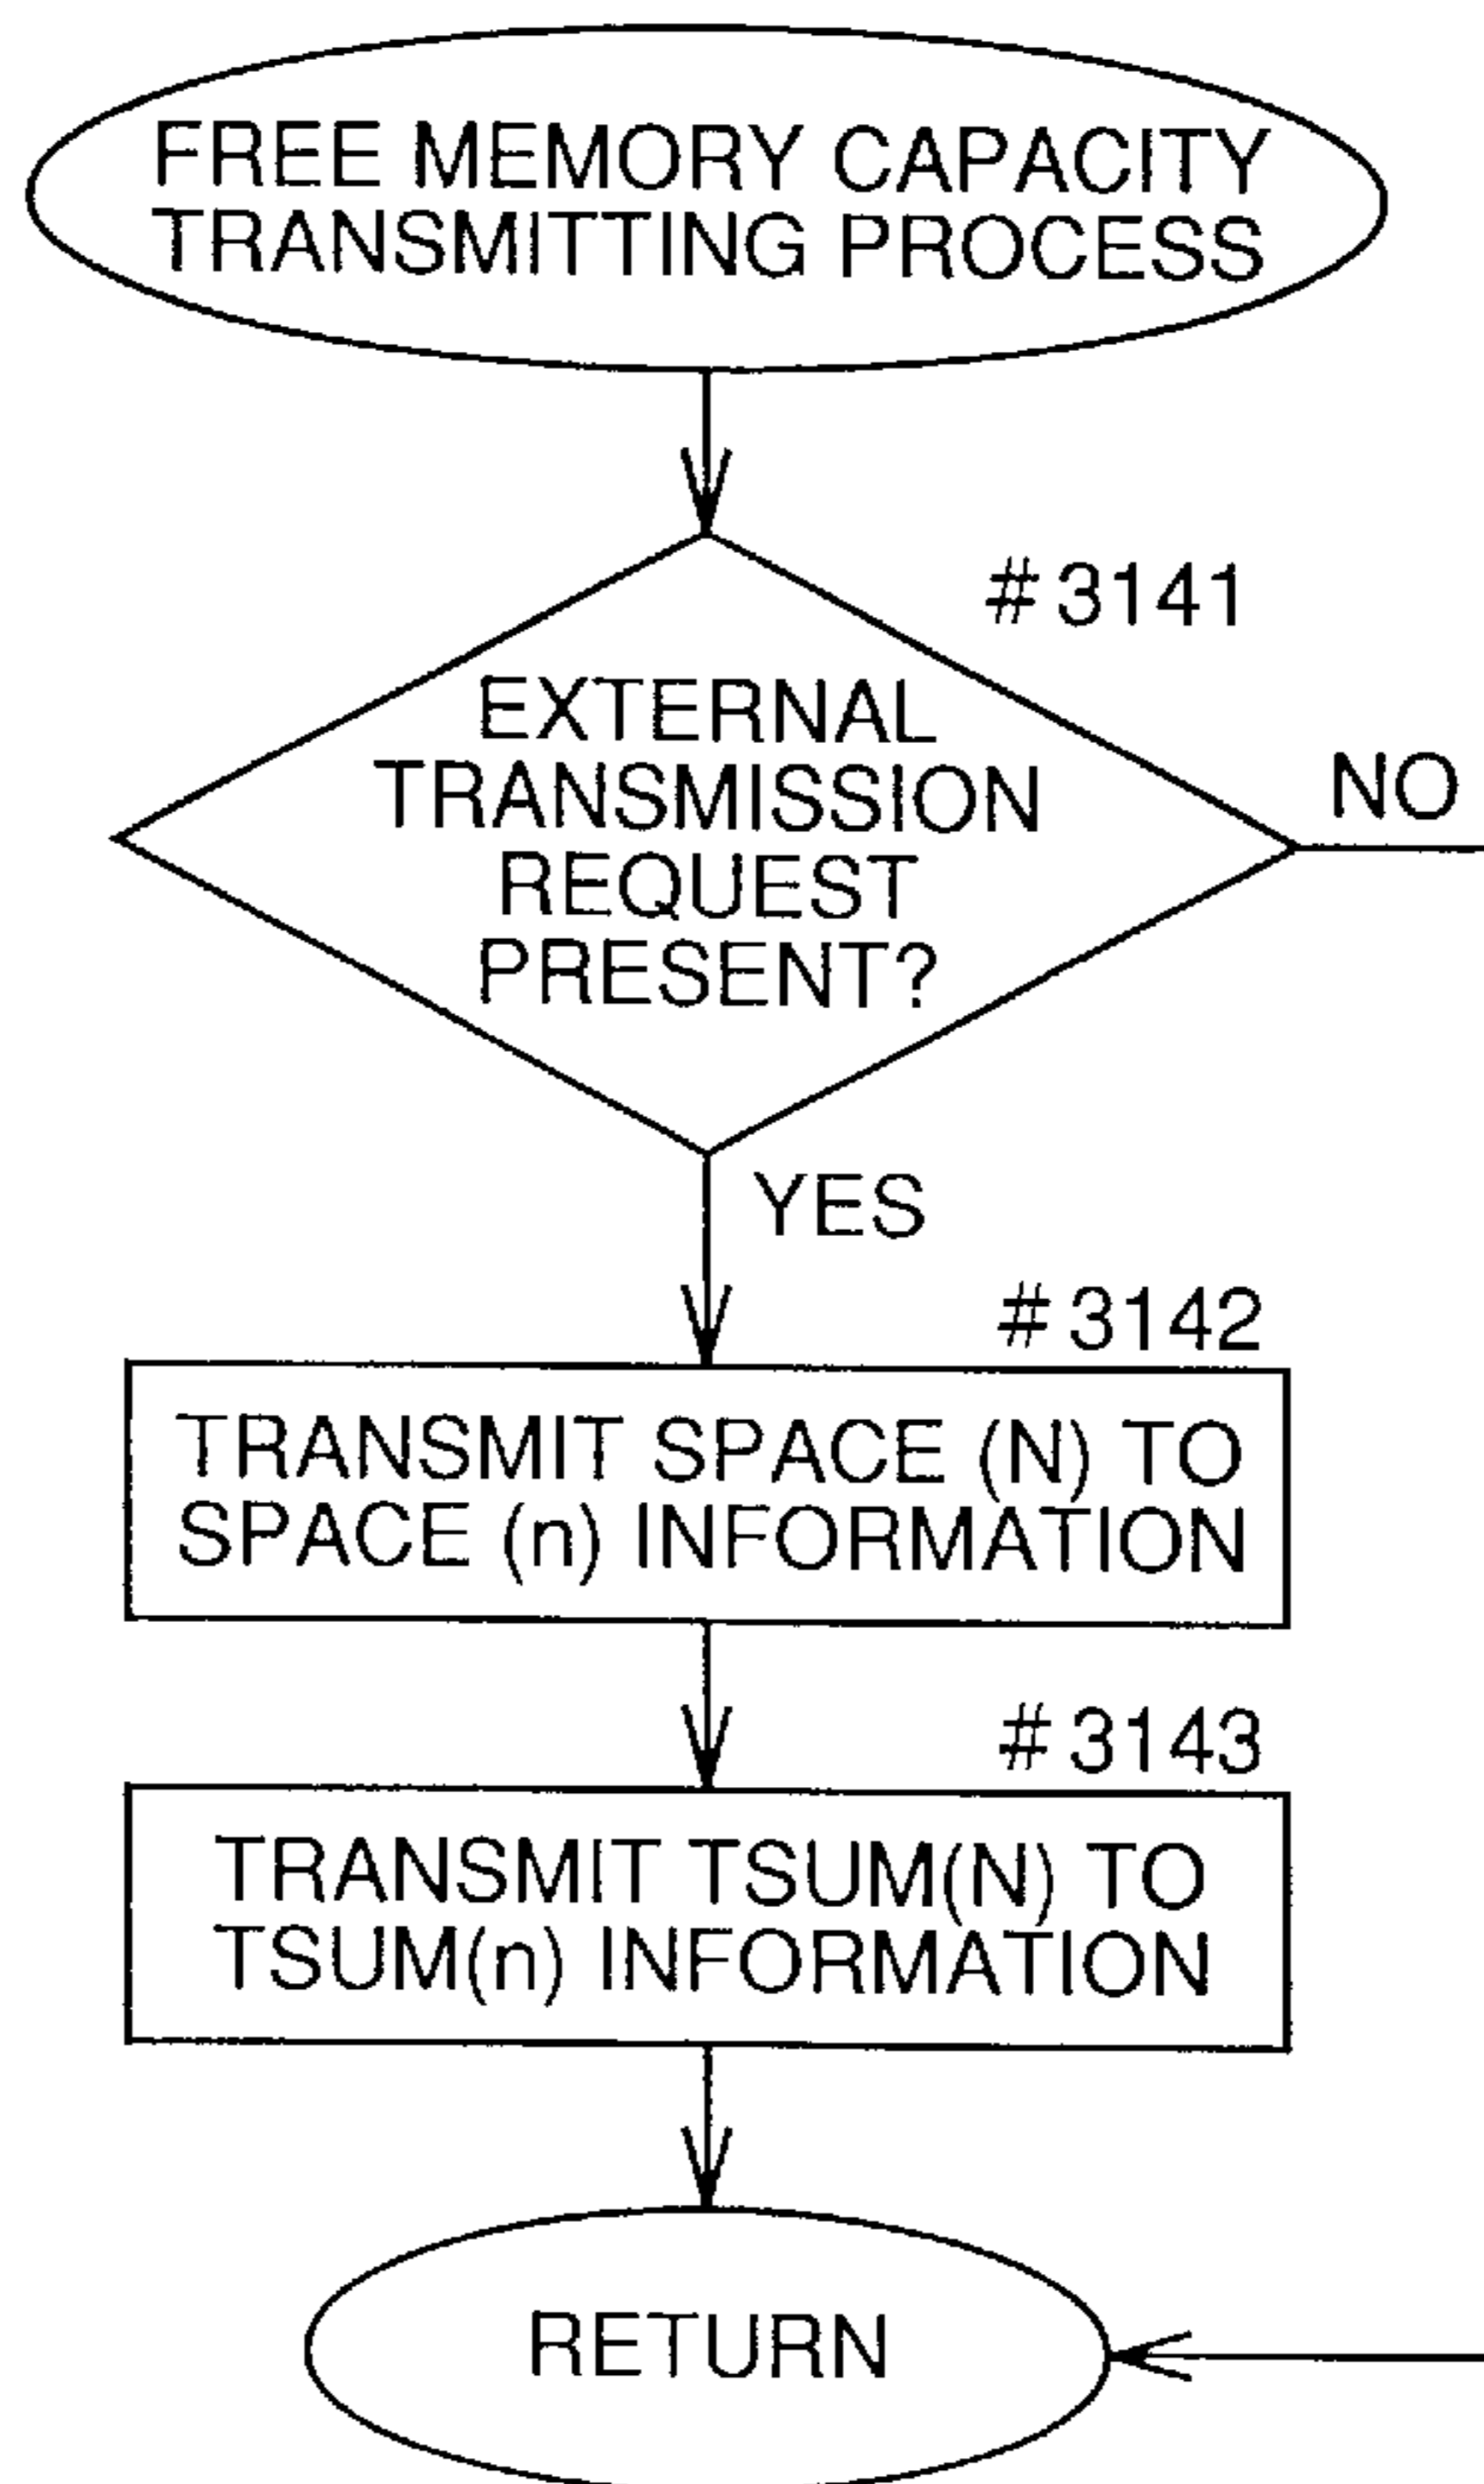 FREE MEMORY CAPACITY
TRANSMITTING PROCESS
#3141
EXTERNAL
TRANSMISSION
REQUEST
PRESENT?
NO
YES
#3142
TRANSMIT SPACE (N) TO
SPACE (n) INFORMATION
#3143
TRANSMIT TSUM(N) TO
TSUM(n) INFORMATION
RETURN